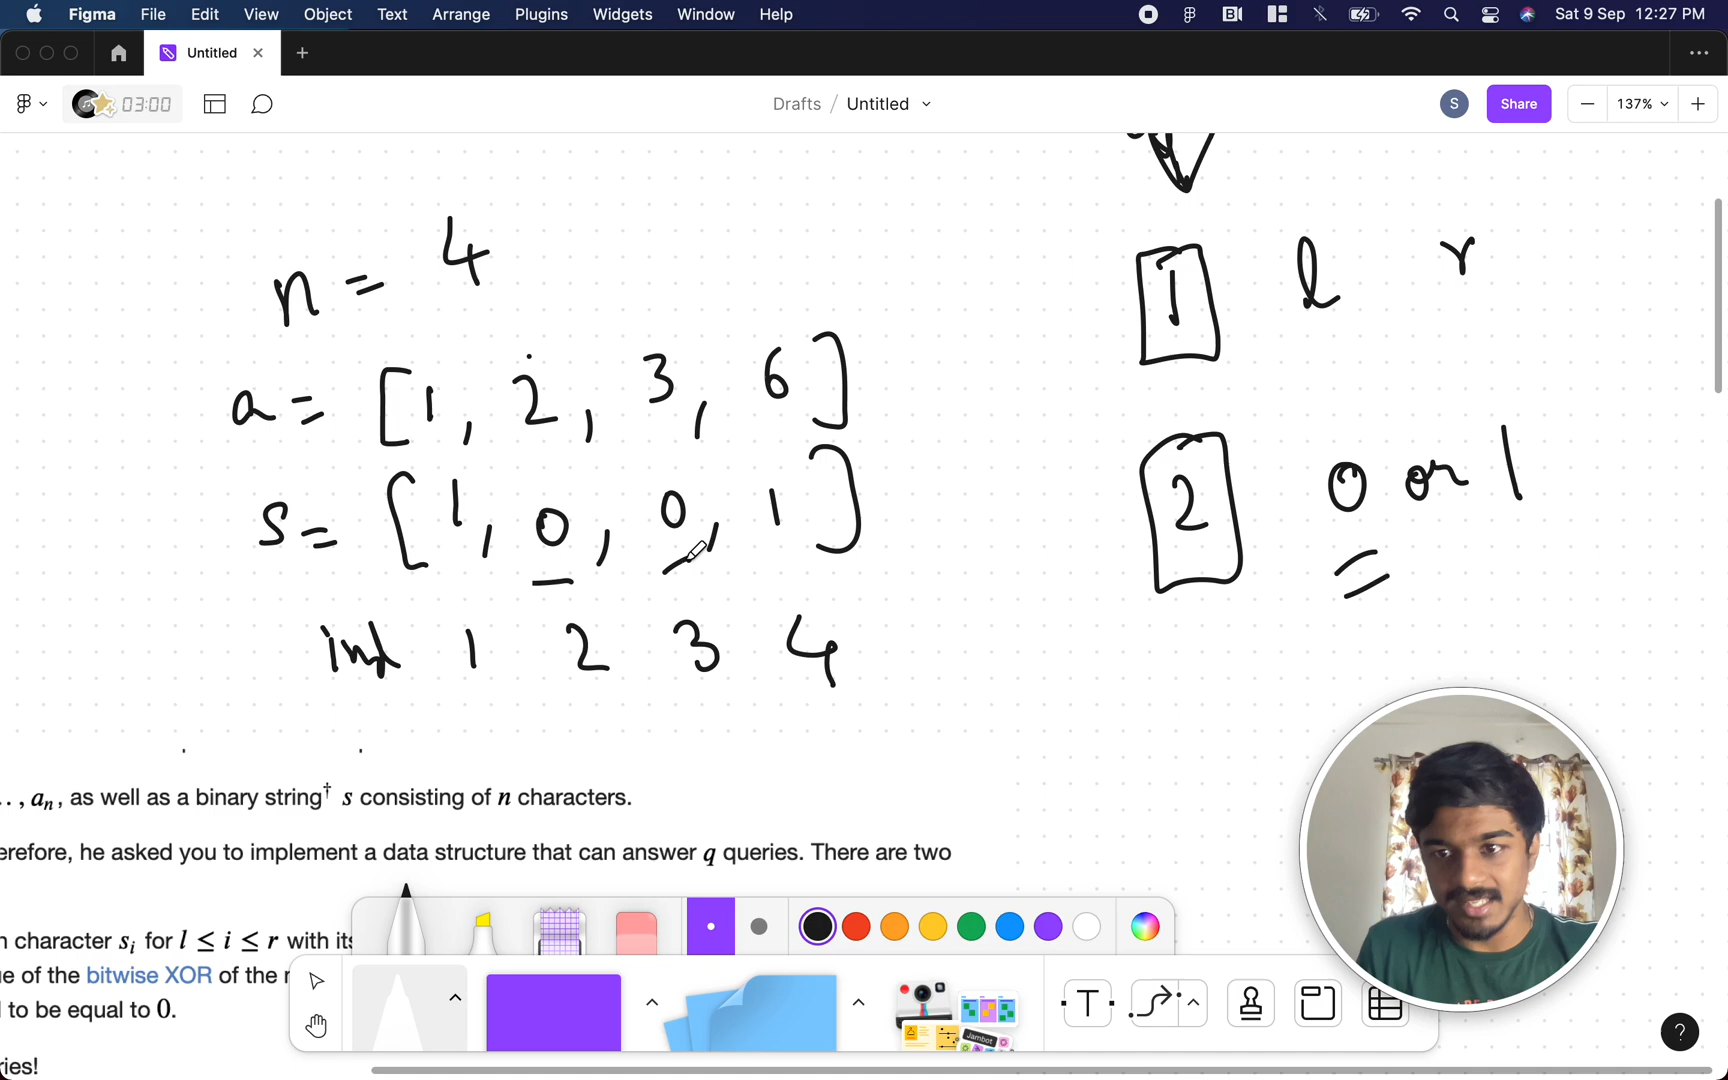 Figma File Edit View Object Text Arrange Plugins Widgets Window Help Sat 9 Sep 12:27 PM
Untitled
03:00 Drafts / Untitled S Share 137%
n = 4
a = [1, 2, 3, 6]
s = [1, 0, 0, 1]
ind 1 2 3 4
1 l r
2 0 or 1
.. , aₙ, as well as a binary string† s consisting of n characters.
erefore, he asked you to implement a data structure that can answer q queries. There are two
character sᵢ for l ≤ i ≤ r with its
e of the bitwise XOR of the
to be equal to 0.
ries!
T
Jambot
?